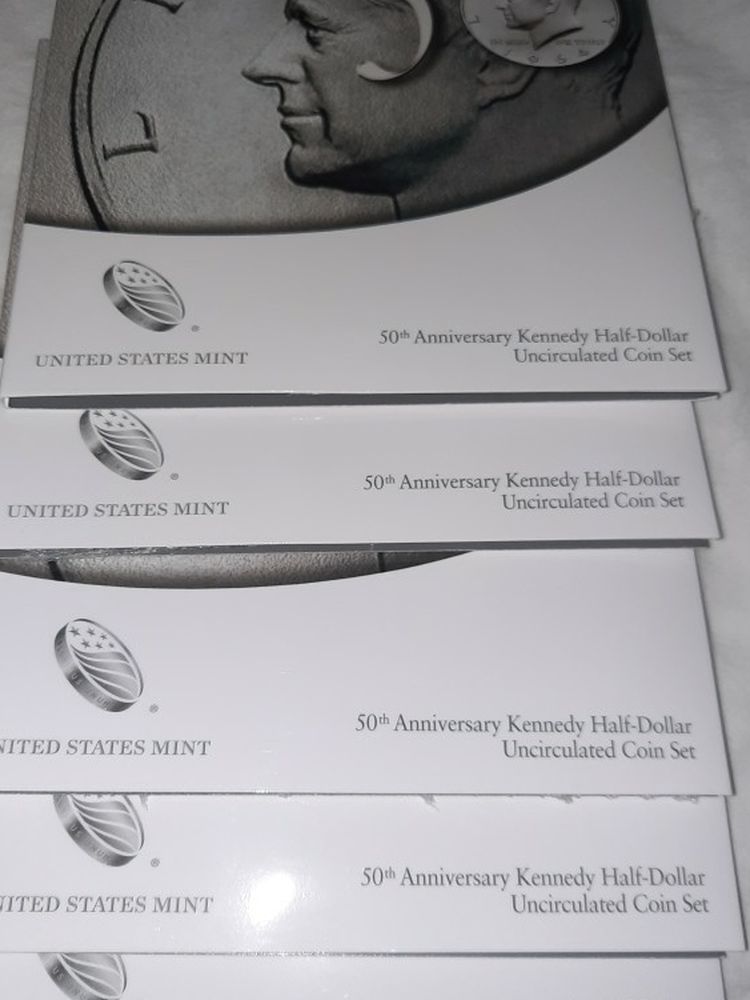 L
50th Anniversary Kennedy Half-Dollar
Uncirculated Coin Set
UNITED STATES MINT
50th Anniversary Kennedy Half-Dollar
Uncirculated Coin Set
UNITED STATES MINT
50th Anniversary Kennedy Half-Dollar
Uncirculated Coin Set
NITED STATES MINT
50th Anniversary Kennedy Half-Dollar
Uncirculated Coin Set
NITED STATES MINT